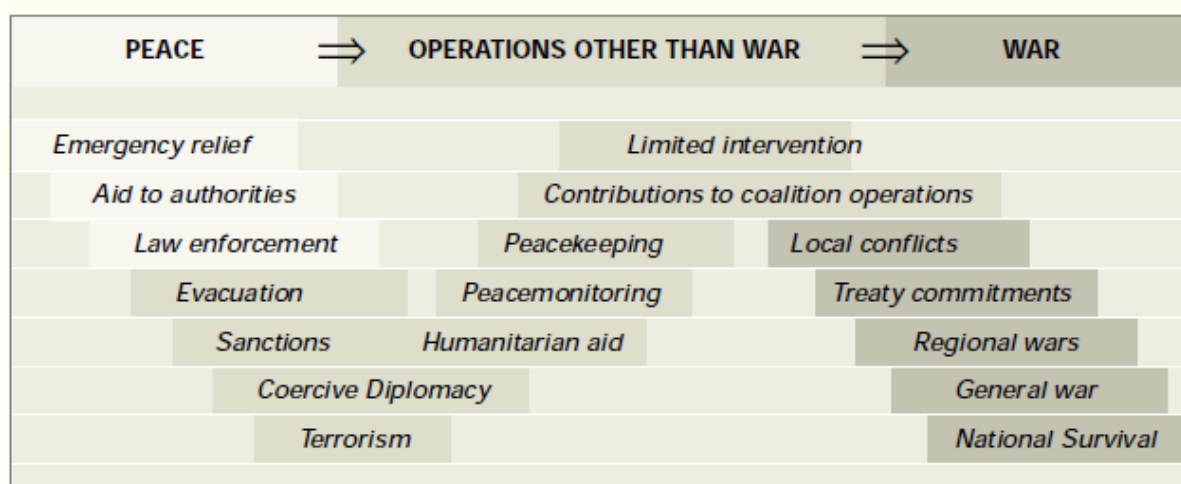 PEACE ⇒ OPERATIONS OTHER THAN WAR ⇒ WAR
Emergency relief Limited intervention
Aid to authorities Contributions to coalition operations
Law enforcement Peacekeeping Local conflicts
Evacuation Peacemonitoring Treaty commitments
Sanctions Humanitarian aid Regional wars
Coercive Diplomacy General war
Terrorism National Survival